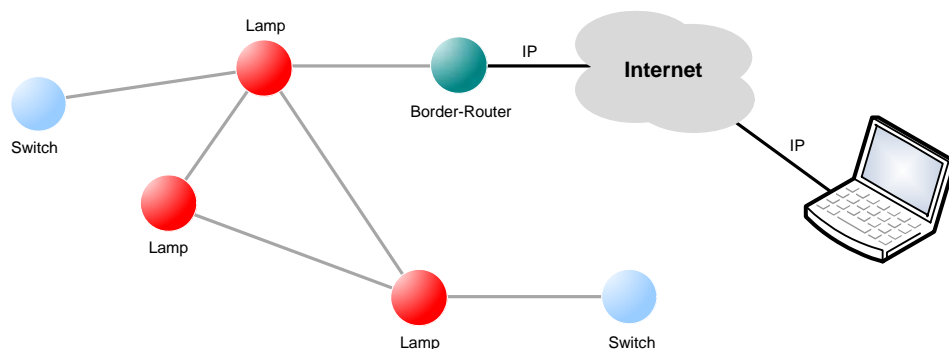 Lamp
IP
Internet
Border-Router
Switch
IP
Lamp
Lamp
Switch